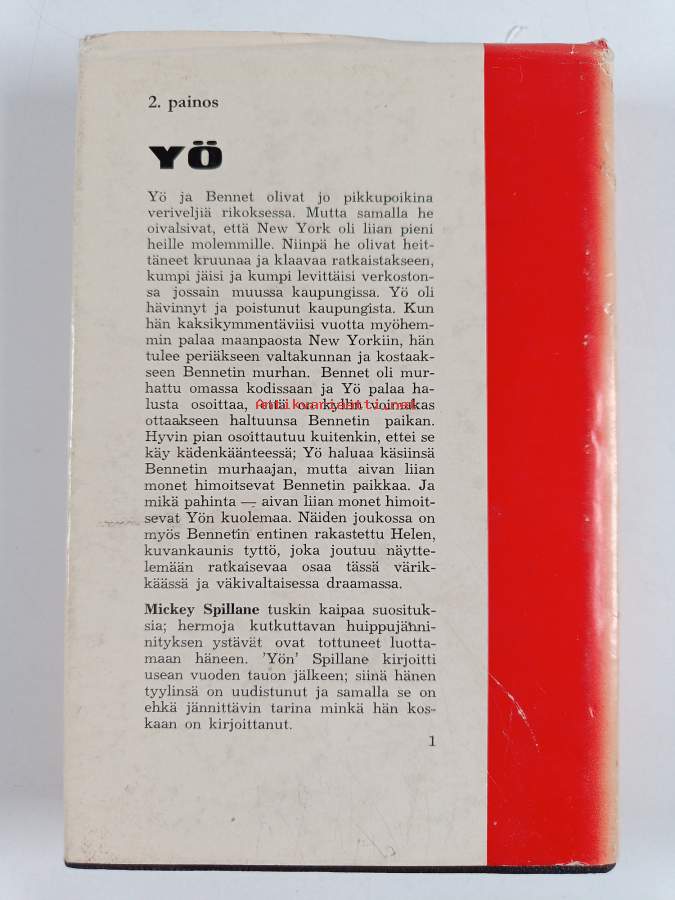 2. painos
YÖ
Yö ja Bennet olivat jo pikkupoikina
veriveljiä rikoksessa. Mutta samalla he
oivalsivat, että New York oli liian pieni
heille molemmille. Niinpä he olivat heit-
täneet kruunaa ja klaavaa ratkaistakseen,
kumpi jäisi ja kumpi levittäisi verkoston-
sa jossain muussa kaupungissa. Yö oli
hävinnyt ja poistunut kaupungista. Kun
hän kaksikymmentäviisi vuotta myöhem-
min palaa maanpaosta New Yorkiin, hän
tulee periäkseen valtakunnan ja kostaak-
seen Bennetin murhan. Bennet oli mur-
hattu omassa kodissaan ja Yö palaa ha-
lusta osoittaa, että on kyllin voimakas
Antikvariaatti.net
ottaakseen haltuunsa Bennetin paikan.
Hyvin pian osoittautuu kuitenkin, ettei se
käy kädenkäänteessä; Yö haluaa käsiinsä
Bennetin murhaajan, mutta aivan liian
monet himoitsevat Bennetin paikkaa. Ja
mikä pahinta — aivan liian monet himoit-
sevat Yön kuolemaa. Näiden joukossa on
myös Bennetin entinen rakastettu Helen,
kuvankaunis tyttö, joka joutuu näytte-
lemään ratkaisevaa osaa tässä värik-
käässä ja väkivaltaisessa draamassa.
Mickey Spillane tuskin kaipaa suosituk-
sia; hermoja kutkuttavan huippujänni-
nityksen ystävät ovat tottuneet luotta-
maan häneen. 'Yön' Spillane kirjoitti
usean vuoden tauon jälkeen; siinä hänen
tyylinsä on uudistunut ja samalla se on
ehkä jännittävin tarina minkä hän kos-
kaan on kirjoittanut.
1